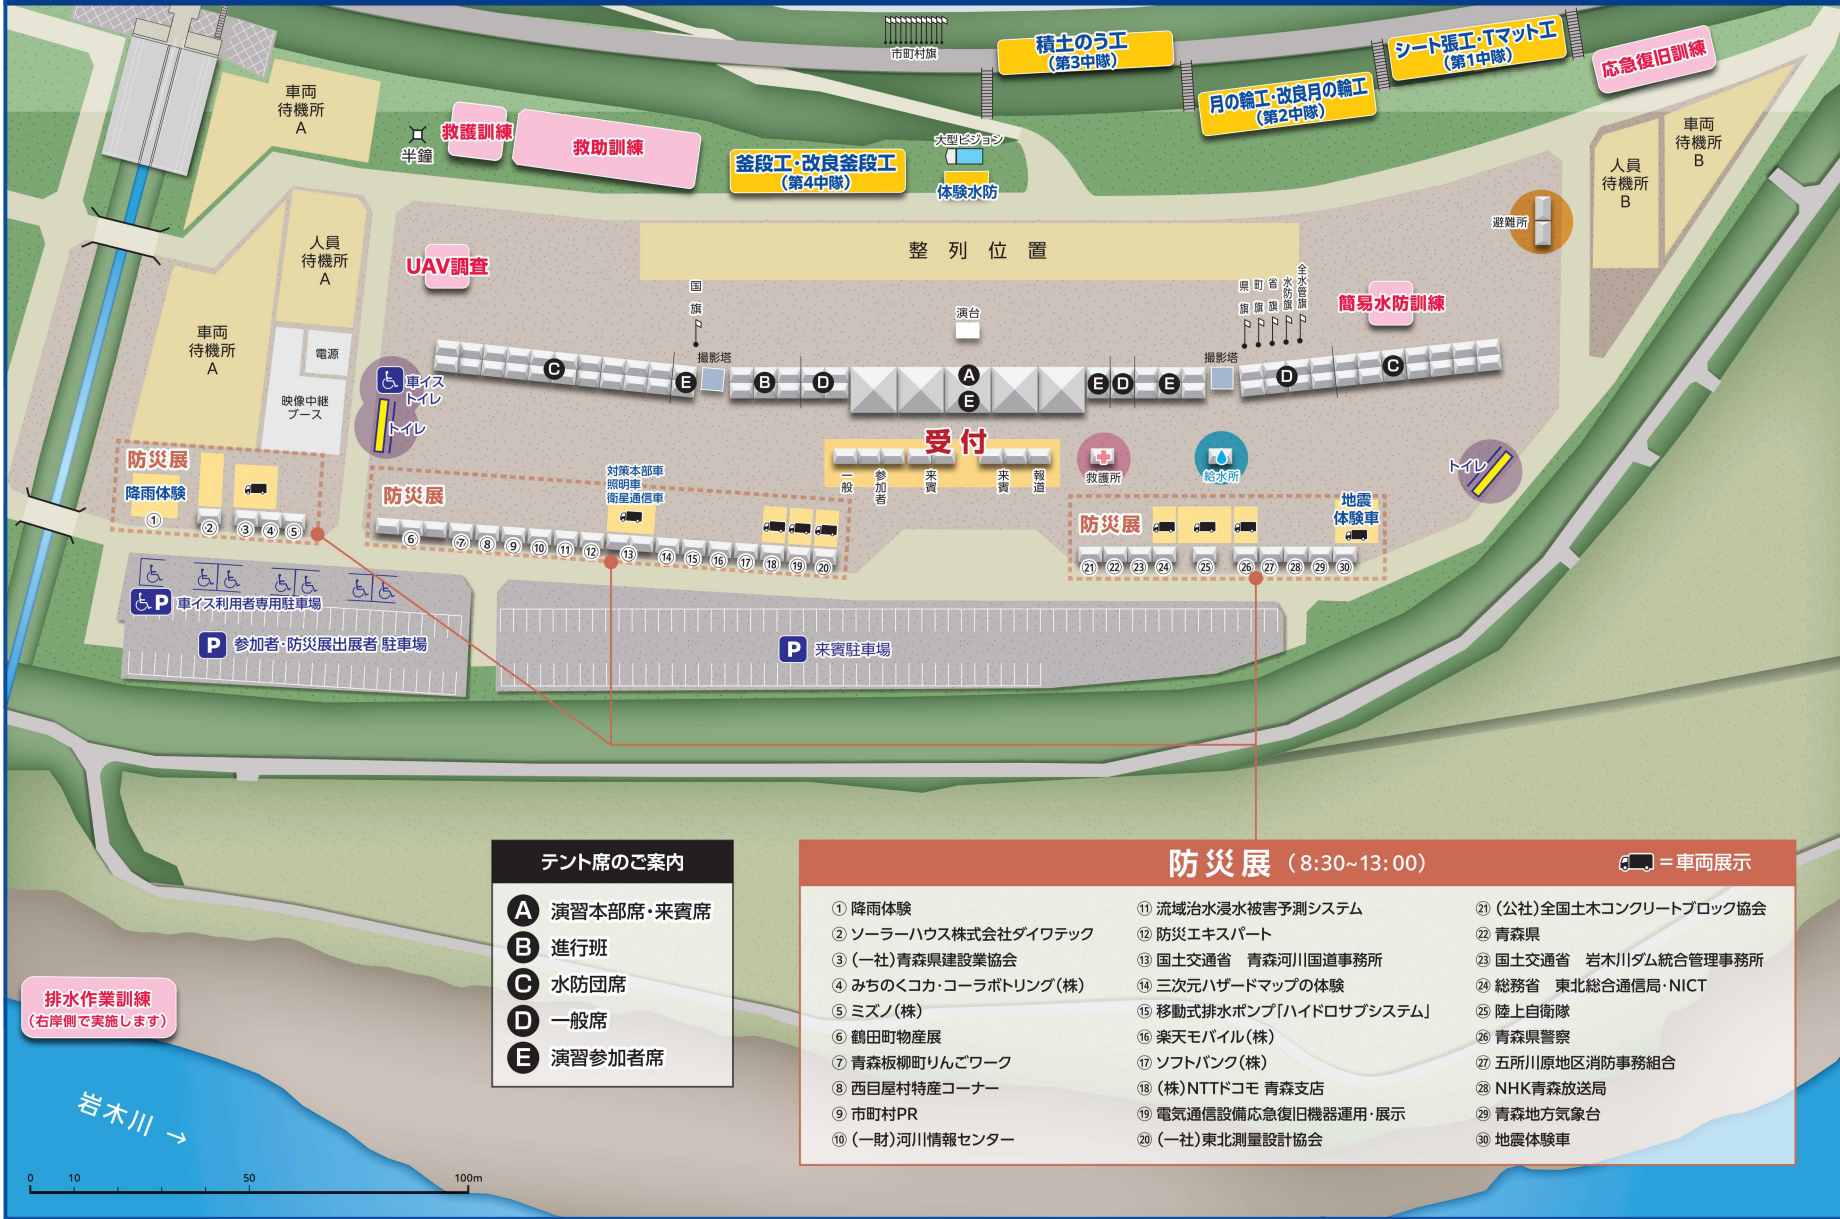 市町村旗
積土のう工
(第3中隊)
シート張工・Tマット工
(第1中隊)
応急復旧訓練
月の輪工・改良月の輪工
(第2中隊)
車両
待機所
A
半鐘
救護訓練
救助訓練
釜段工・改良釜段工
(第4中隊)
大型ビジョン
体験水防
人員
待機所
B
車両
待機所
B
避難所
人員
待機所
A
車両
待機所
A
電源
映像中継
ブース
UAV調査
整列位置
国旗
演台
県旗
町旗
省旗
水防旗
全水管旗
簡易水防訓練
車イス
トイレ
トイレ
C
E
撮影塔
B
D
A
E
E
D
E
撮影塔
D
C
受付
一般
参加者
来賓
来賓
報道
救護所
給水所
トイレ
防災展
降雨体験
①
②
③
④
⑤
防災展
対策本部車
照明車
衛星通信車
⑥
⑦
⑧
⑨
⑩
⑪
⑫
⑬
⑭
⑮
⑯
⑰
⑱
⑲
⑳
防災展
地震
体験車
㉑
㉒
㉓
㉔
㉕
㉖
㉗
㉘
㉙
㉚
P 車イス利用者専用駐車場
P 参加者・防災展出展者 駐車場
P 来賓駐車場
テント席のご案内
A 演習本部席・来賓席
B 進行班
C 水防団席
D 一般席
E 演習参加者席
防災展(8:30~13:00)
=車両展示
① 降雨体験
② ソーラーハウス株式会社ダイワテック
③ (一社)青森県建設業協会
④ みちのくコカ・コーラボトリング(株)
⑤ ミズノ(株)
⑥ 鶴田町物産展
⑦ 青森板柳町りんごワーク
⑧ 西目屋村特産コーナー
⑨ 市町村PR
⑩ (一財)河川情報センター
⑪ 流域治水浸水被害予測システム
⑫ 防災エキスパート
⑬ 国土交通省 青森河川国道事務所
⑭ 三次元ハザードマップの体験
⑮ 移動式排水ポンプ「ハイドロサブシステム」
⑯ 楽天モバイル(株)
⑰ ソフトバンク(株)
⑱ (株)NTTドコモ 青森支店
⑲ 電気通信設備応急復旧機器運用・展示
⑳ (一社)東北測量設計協会
㉑ (公社)全国土木コンクリートブロック協会
㉒ 青森県
㉓ 国土交通省 岩木川ダム統合管理事務所
㉔ 総務省 東北総合通信局・NICT
㉕ 陸上自衛隊
㉖ 青森県警察
㉗ 五所川原地区消防事務組合
㉘ NHK青森放送局
㉙ 青森地方気象台
㉚ 地震体験車
排水作業訓練
(右岸側で実施します)
岩木川 →
0 10 50 100m